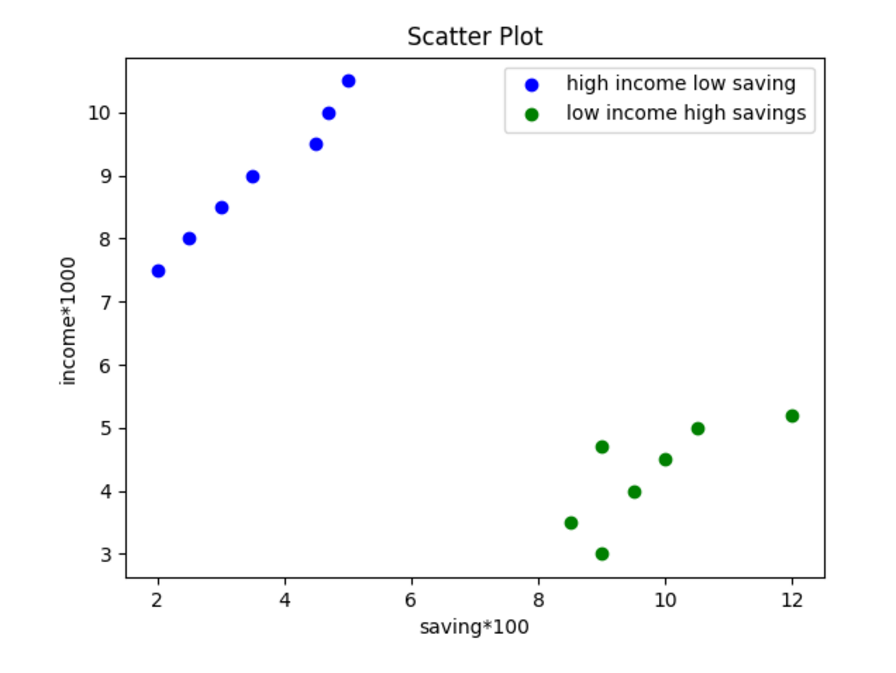 Scatter Plot
high income low saving
low income high savings
10
9
8
7
6
5
4
3
income*1000
2 4 6 8 10 12
saving*100